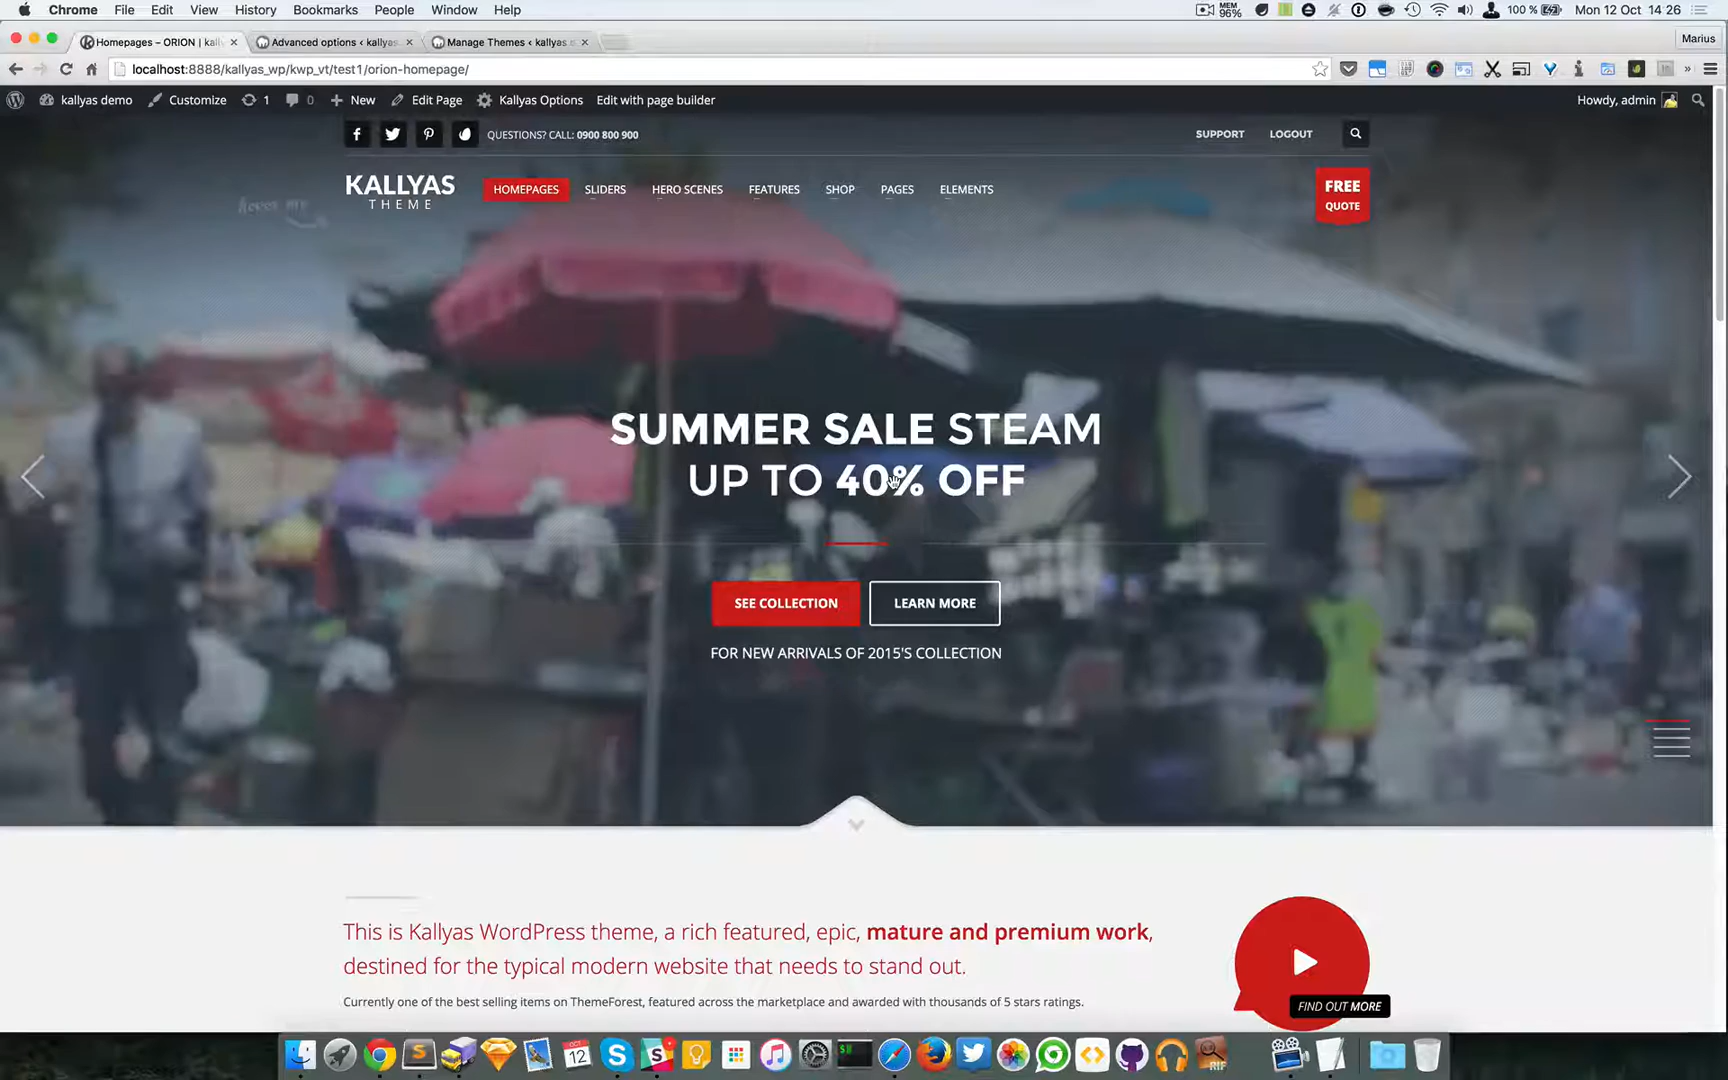 Chrome File Edit View History Bookmarks People Window Help
MEM 96% 100 % Mon 12 Oct 14:26
Homepages – ORION | kall
Advanced options ‹ kallyas
Manage Themes ‹ kallyas
Marius
localhost:8888/kallyas_wp/kwp_vt/test1/orion-homepage/
kallyas demo Customize 1 0 New Edit Page Kallyas Options Edit with page builder Howdy, admin
QUESTIONS? CALL: 0900 800 900 SUPPORT LOGOUT
KALLYAS
THEME
HOMEPAGES SLIDERS HERO SCENES FEATURES SHOP PAGES ELEMENTS
FREE
QUOTE
SUMMER SALE STEAM
UP TO 40% OFF
SEE COLLECTION LEARN MORE
FOR NEW ARRIVALS OF 2015'S COLLECTION
This is Kallyas WordPress theme, a rich featured, epic, mature and premium work,
destined for the typical modern website that needs to stand out.
Currently one of the best selling items on ThemeForest, featured across the marketplace and awarded with thousands of 5 stars ratings.
FIND OUT MORE
12